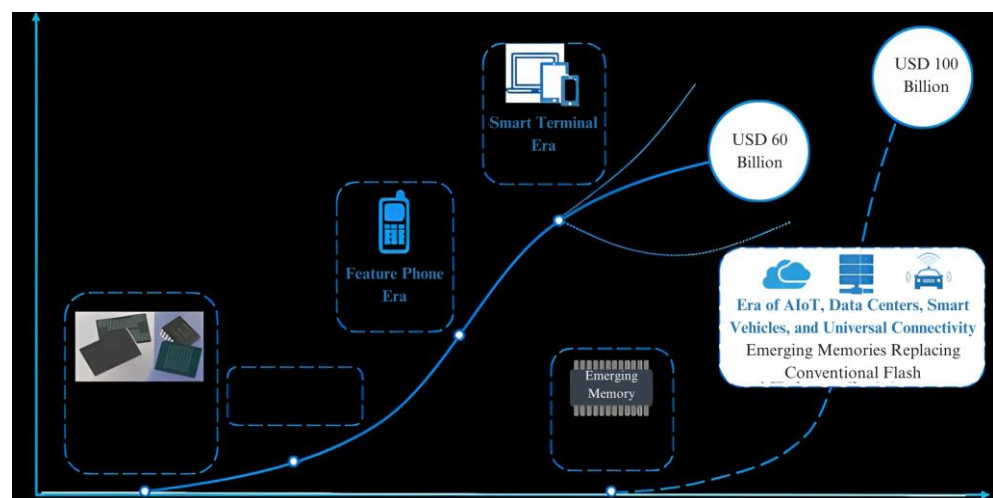 USD 100
Billion
Smart Terminal
Era
USD 60
Billion
Feature Phone
Era
Era of AIoT, Data Centers, Smart
Vehicles, and Universal Connectivity
Emerging Memories Replacing
Conventional Flash
Emerging
Memory